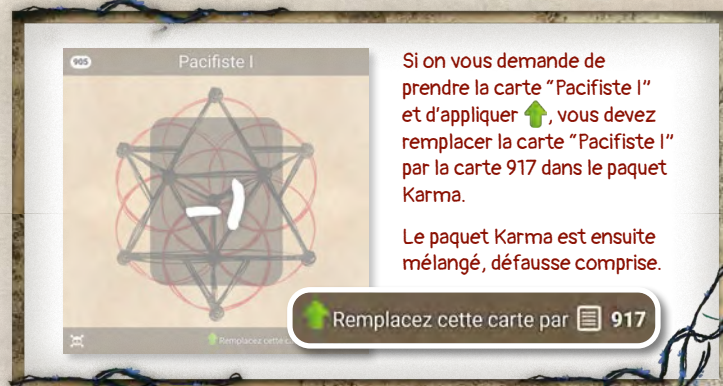 905 Pacifiste I
-1
Remplacez cette ca
Si on vous demande de
prendre la carte "Pacifiste I"
et d'appliquer , vous devez
remplacer la carte "Pacifiste I"
par la carte 917 dans le paquet
Karma.
Le paquet Karma est ensuite
mélangé, défausse comprise.
Remplacez cette carte par 917